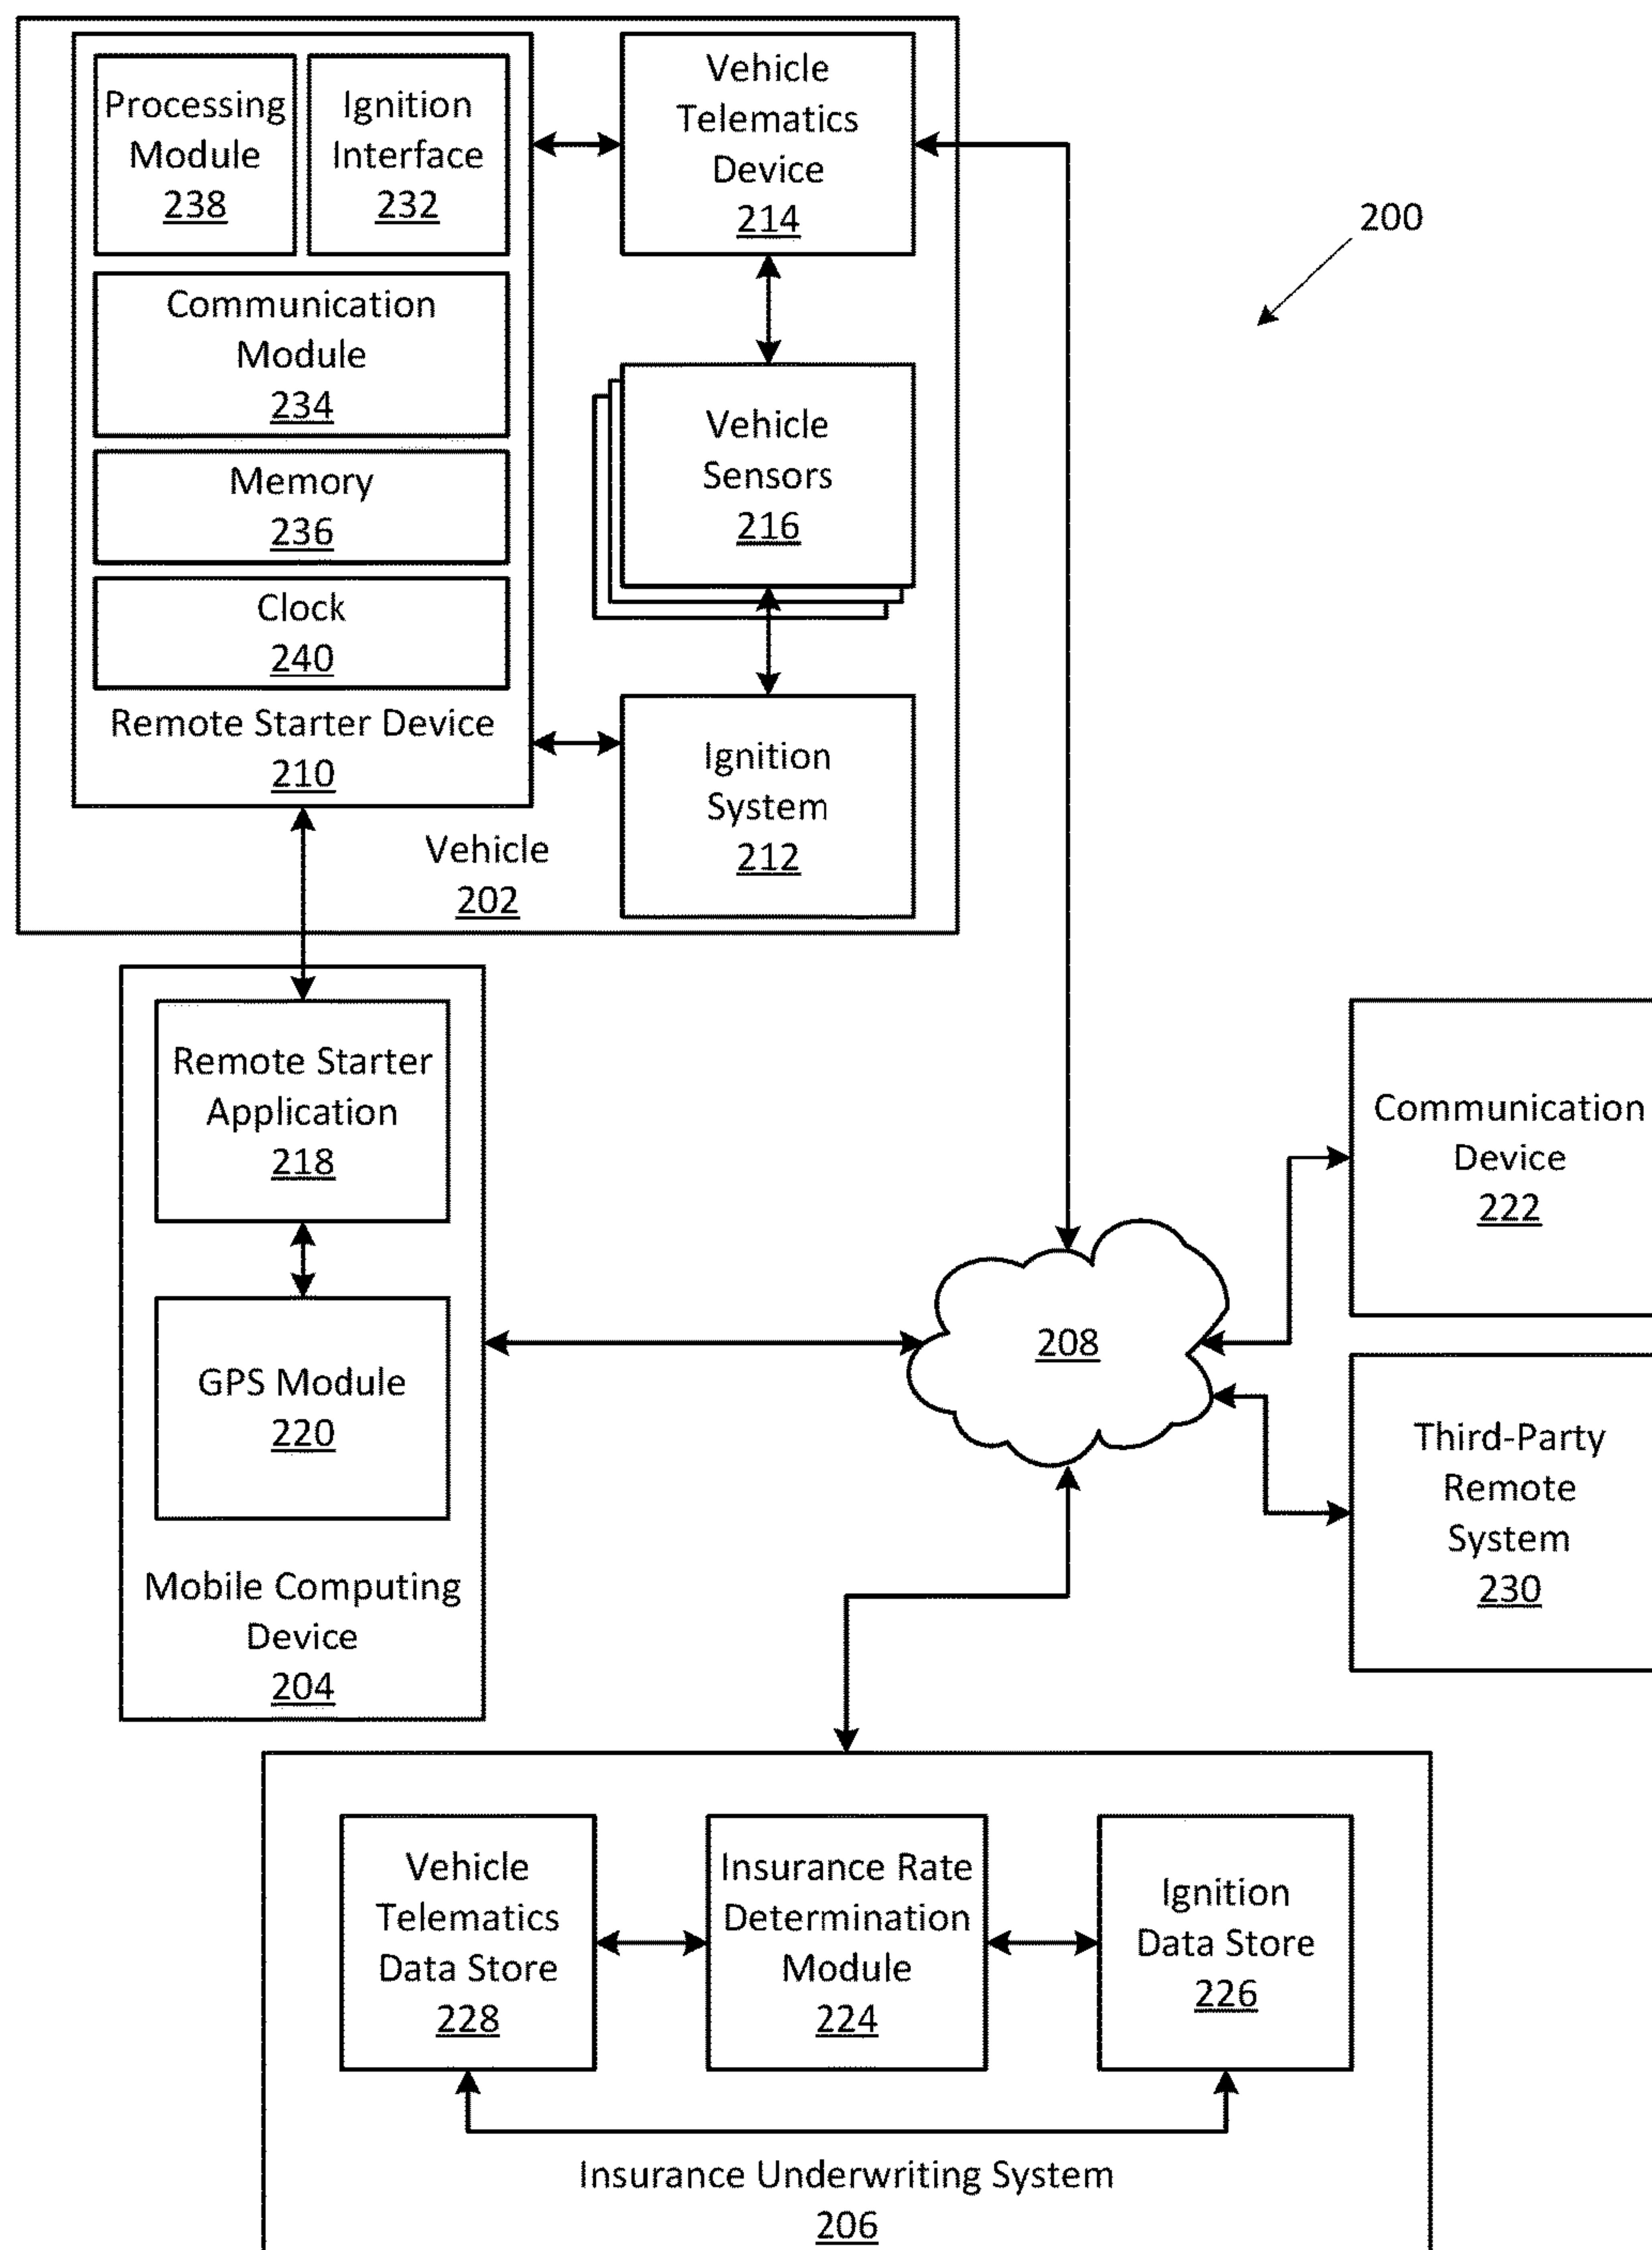 Processing
Module
238
Ignition
Interface
232
Communication
Module
234
Memory
236
Clock
240
Remote Starter Device
210
Vehicle
Telematics
Device
214
Vehicle
Sensors
216
Ignition
System
212
Vehicle
202
200
Remote Starter
Application
218
GPS Module
220
Mobile Computing
Device
204
208
Communication
Device
222
Third-Party
Remote
System
230
Vehicle
Telematics
Data Store
228
Insurance Rate
Determination
Module
224
Ignition
Data Store
226
Insurance Underwriting System
206